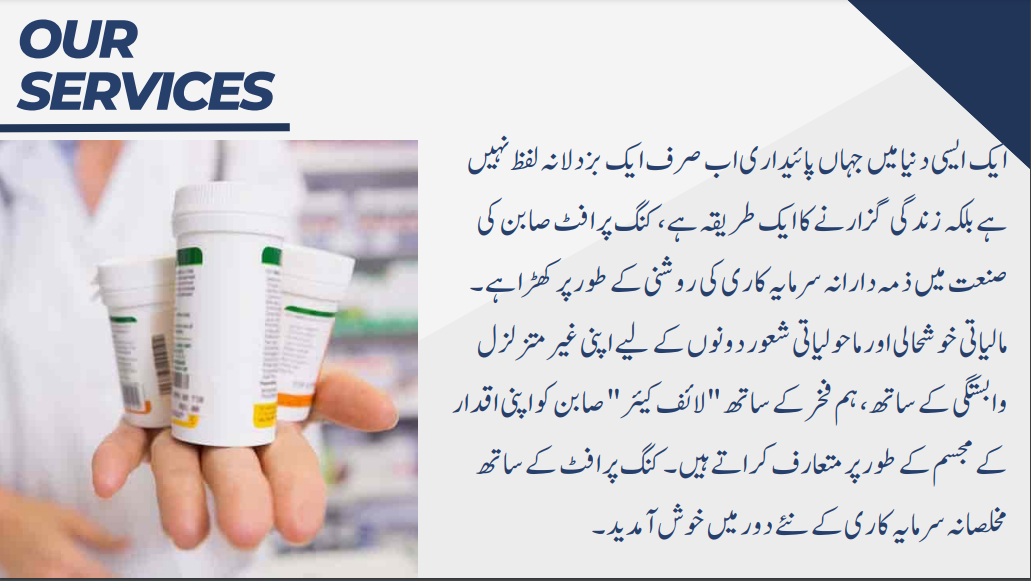 OUR
SERVICES
ایک ایسی دنیا میں جہاں پائیداری اب صرف ایک بزدلانہ لفظ نہیں
ہے بلکہ زندگی گزارنے کا ایک طریقہ ہے، کنگ پرافٹ صابن کی
صنعت میں ذمہ دارانہ سرمایہ کاری کی روشنی کے طور پر کھڑا ہے۔
مالیاتی خوشحالی اور ماحولیاتی شعور دونوں کے لیے اپنی غیر متزلزل
وابستگی کے ساتھ، ہم فخر کے ساتھ "لائف کیئر" صابن کو اپنی اقدار
کے مجسم کے طور پر متعارف کراتے ہیں۔ کنگ پرافٹ کے ساتھ
مخلصانہ سرمایہ کاری کے نئے دور میں خوش آمدید۔